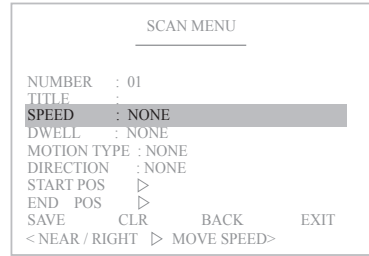 SCAN MENU
NUMBER : 01
TITLE :
SPEED : NONE
DWELL : NONE
MOTION TYPE : NONE
DIRECTION : NONE
START POS ▷
END POS ▷
SAVE CLR BACK EXIT
< NEAR / RIGHT ▷ MOVE SPEED>